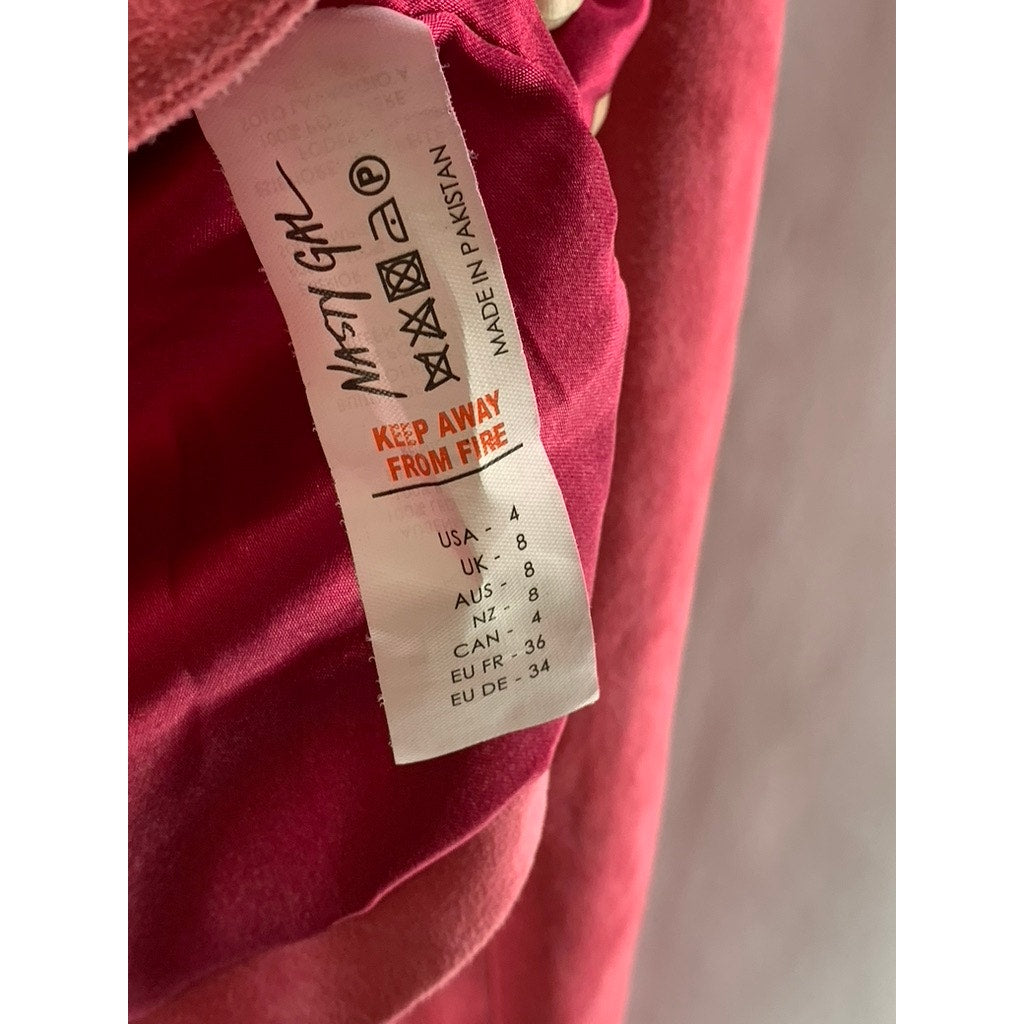 NASTY GAL
P
MADE IN PAKISTAN
KEEP AWAY
FROM FIRE
USA - 4
UK - 8
AUS - 8
NZ - 8
CAN - 4
EU FR - 36
EU DE - 34